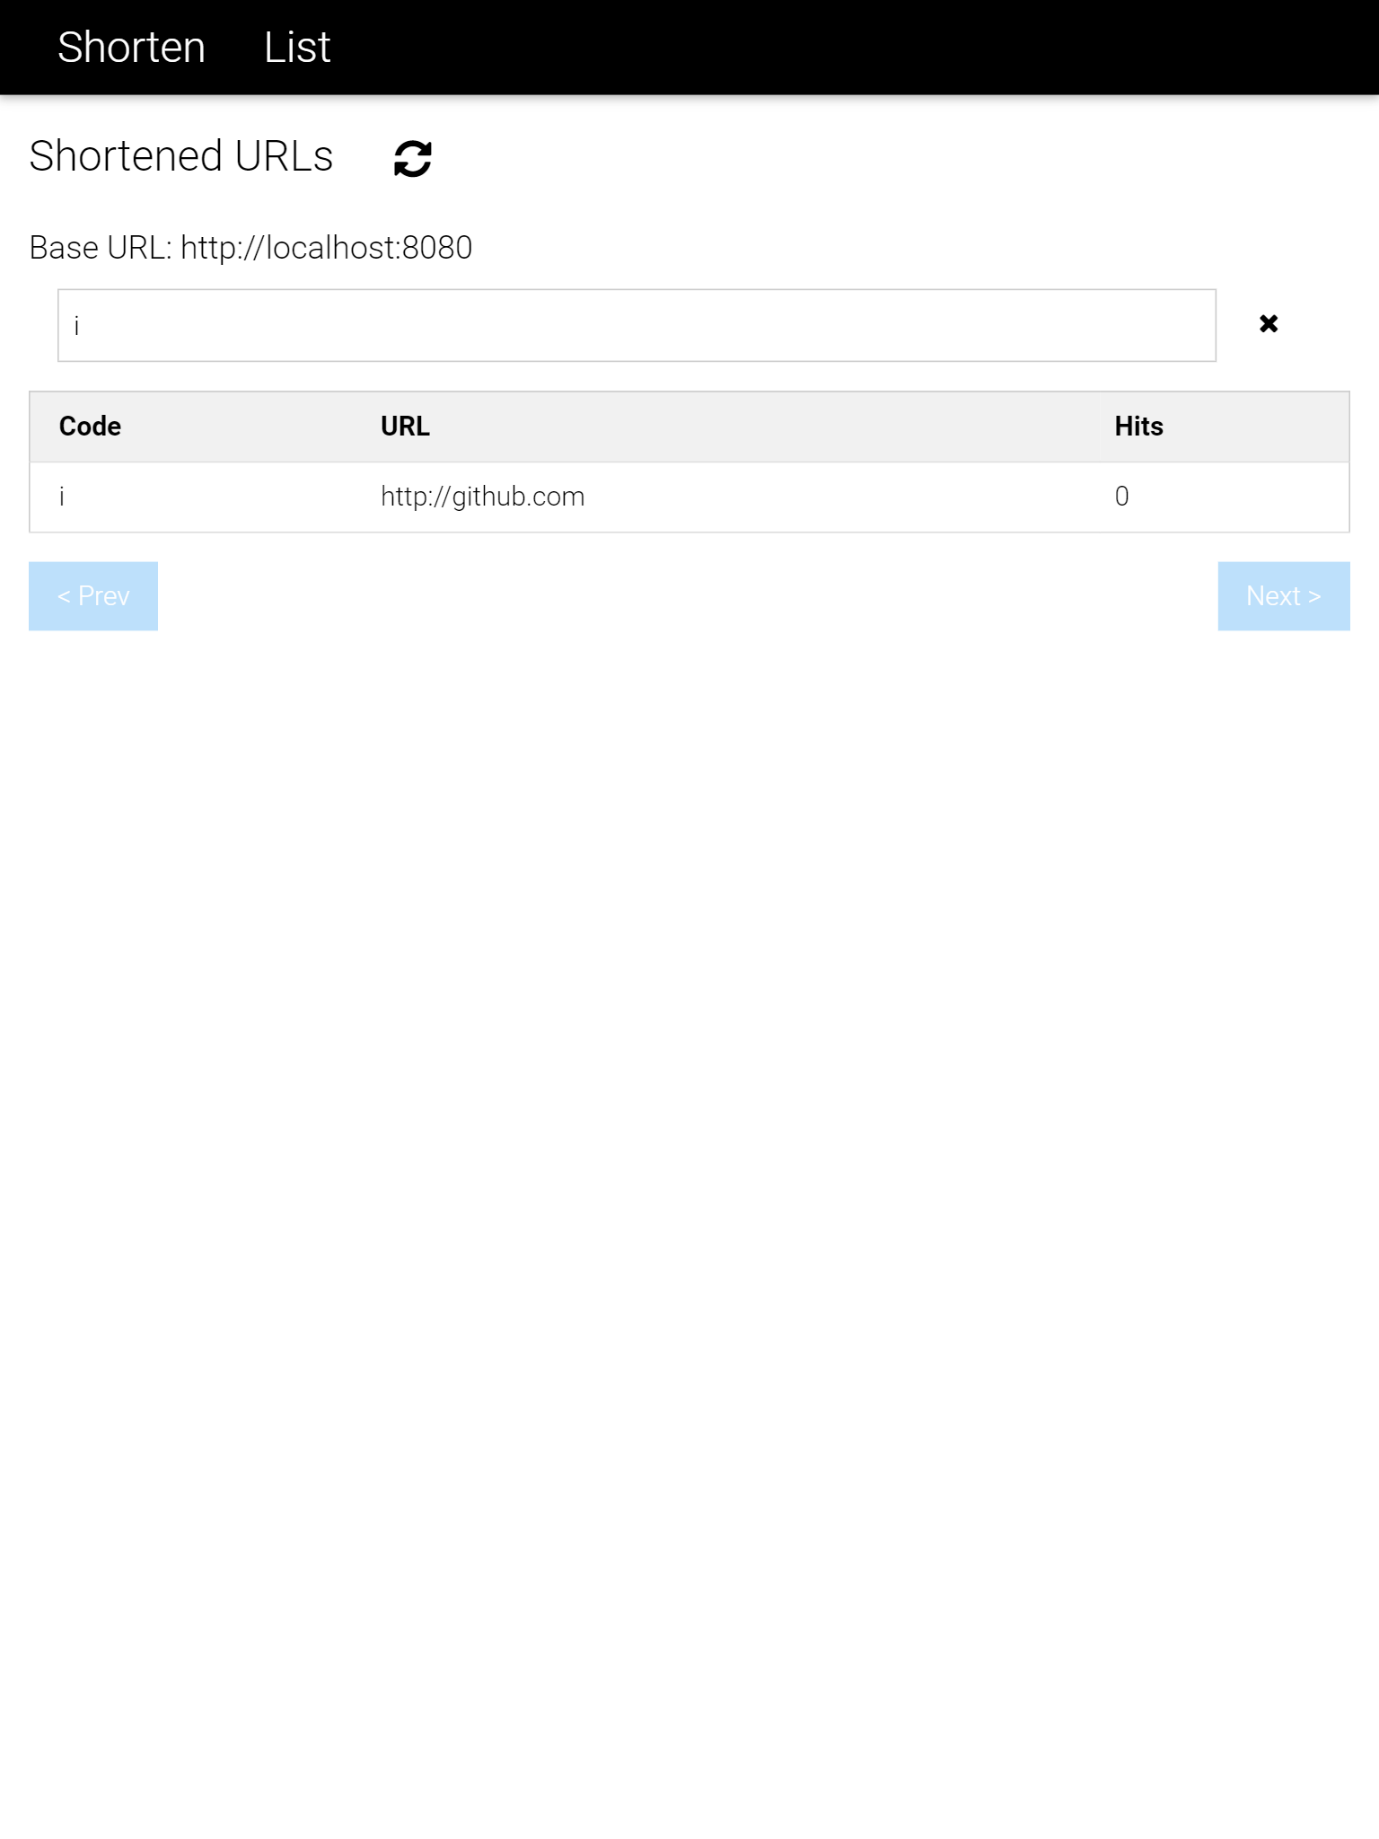 Shorten List
Shortened URLs
Base URL: http://localhost:8080
i
Code URL Hits
i http://github.com 0
< Prev Next >